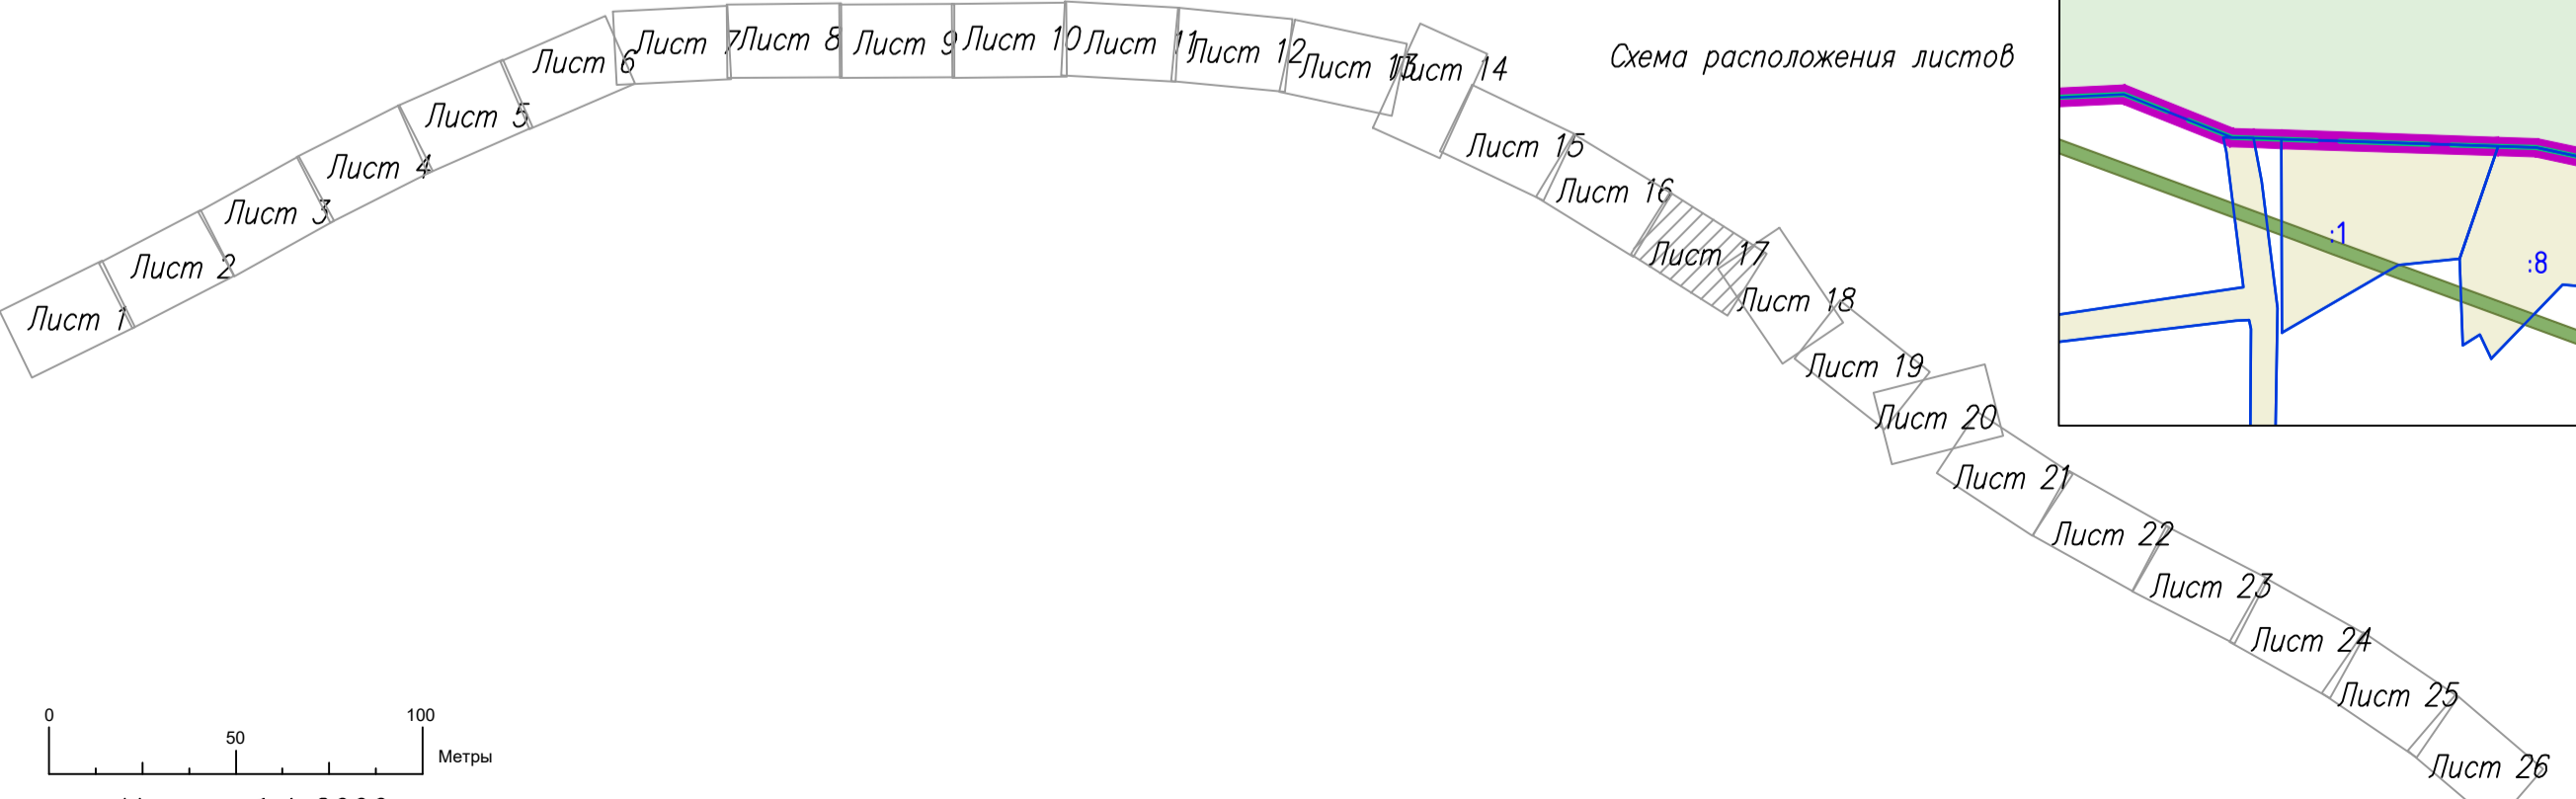 Схема расположения листов
Лист 1
Лист 2
Лист 3
Лист 4
Лист 5
Лист 6
Лист 7
Лист 8
Лист 9
Лист 10
Лист 11
Лист 12
Лист 13
Лист 14
Лист 15
Лист 16
Лист 17
Лист 18
Лист 19
Лист 20
Лист 21
Лист 22
Лист 23
Лист 24
Лист 25
Лист 26
:1
:8
0 50 100
Метры